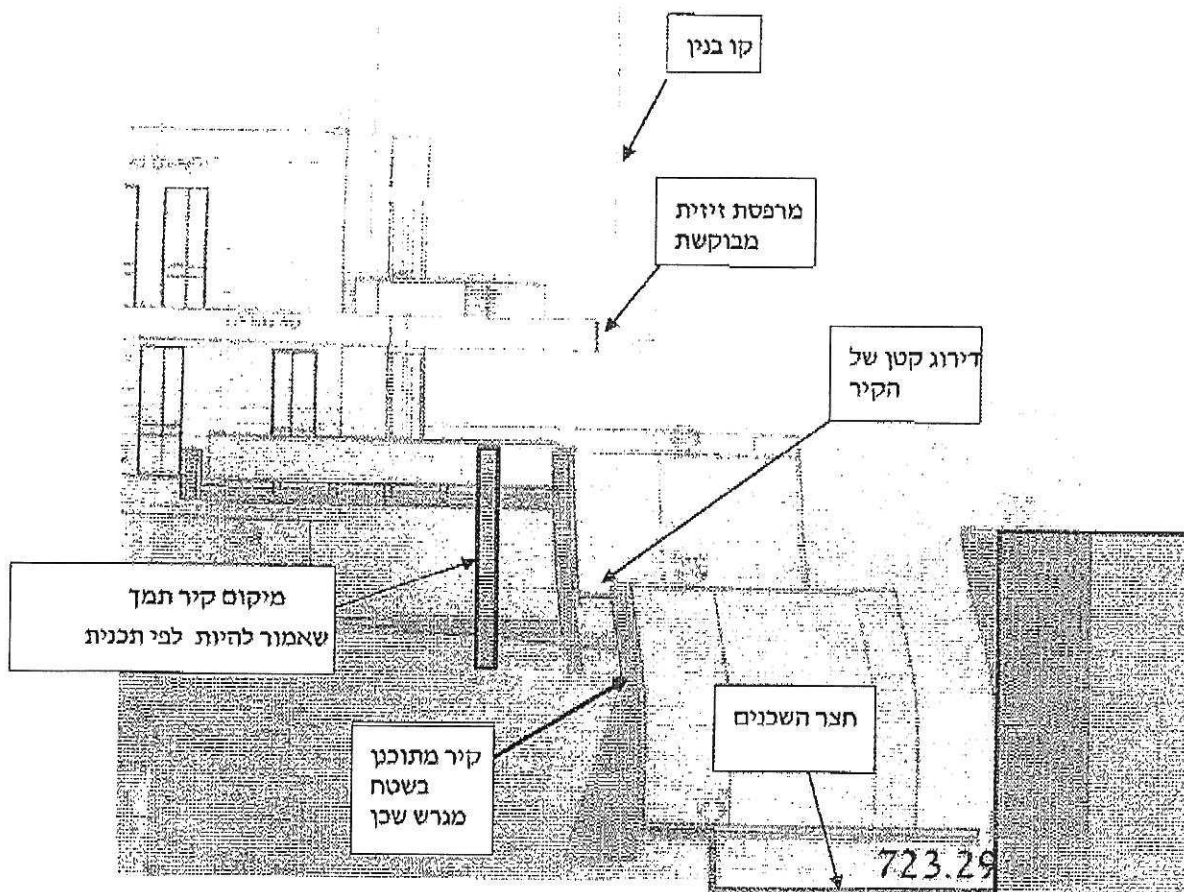 קו בנין
מרפסת זיזית
מבוקשת
דירוג קטן של
הקיר
מיקום קיר תמך
שאמור להיות לפי תכנית
חצר השכנים
קיר מתוכנן
בשטח
מגרש שכן
723.29